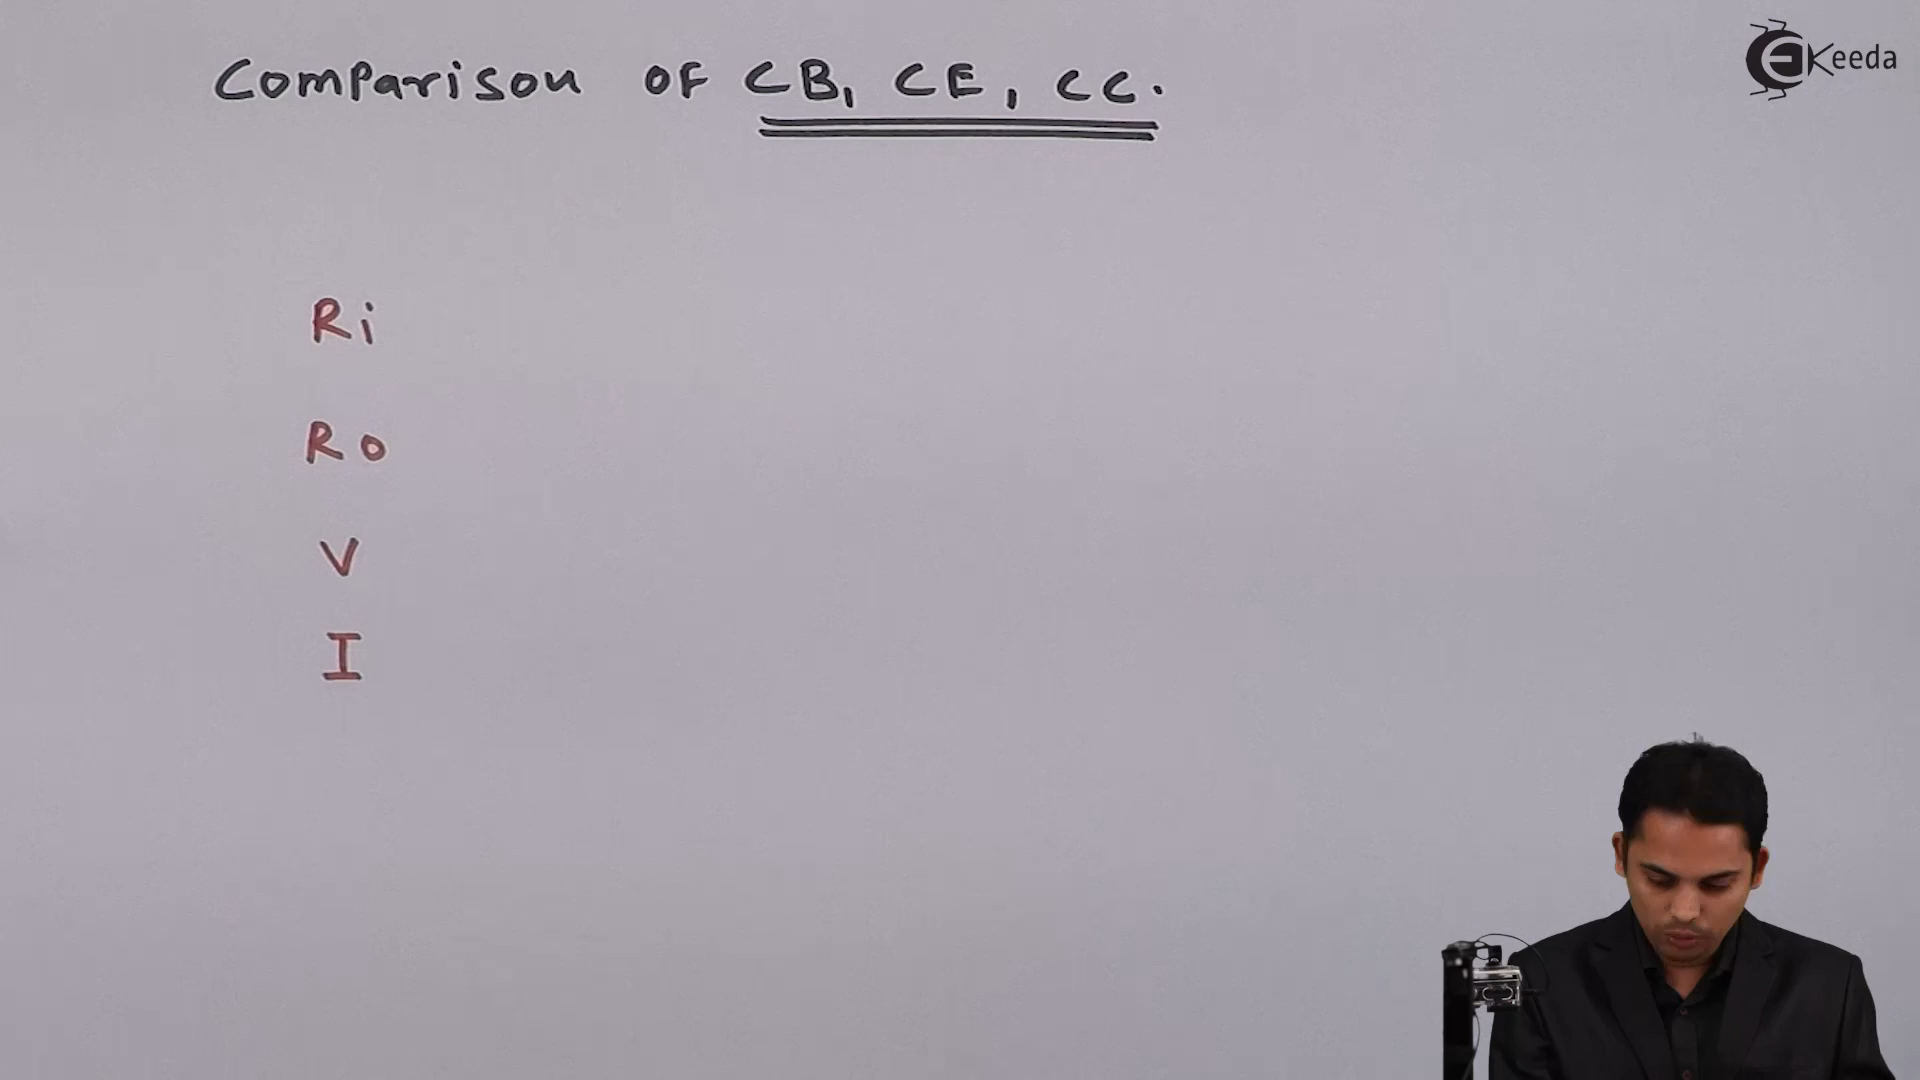 Comparison of CB, CE, CC.
Ekeeda
Ri
Ro
V
I